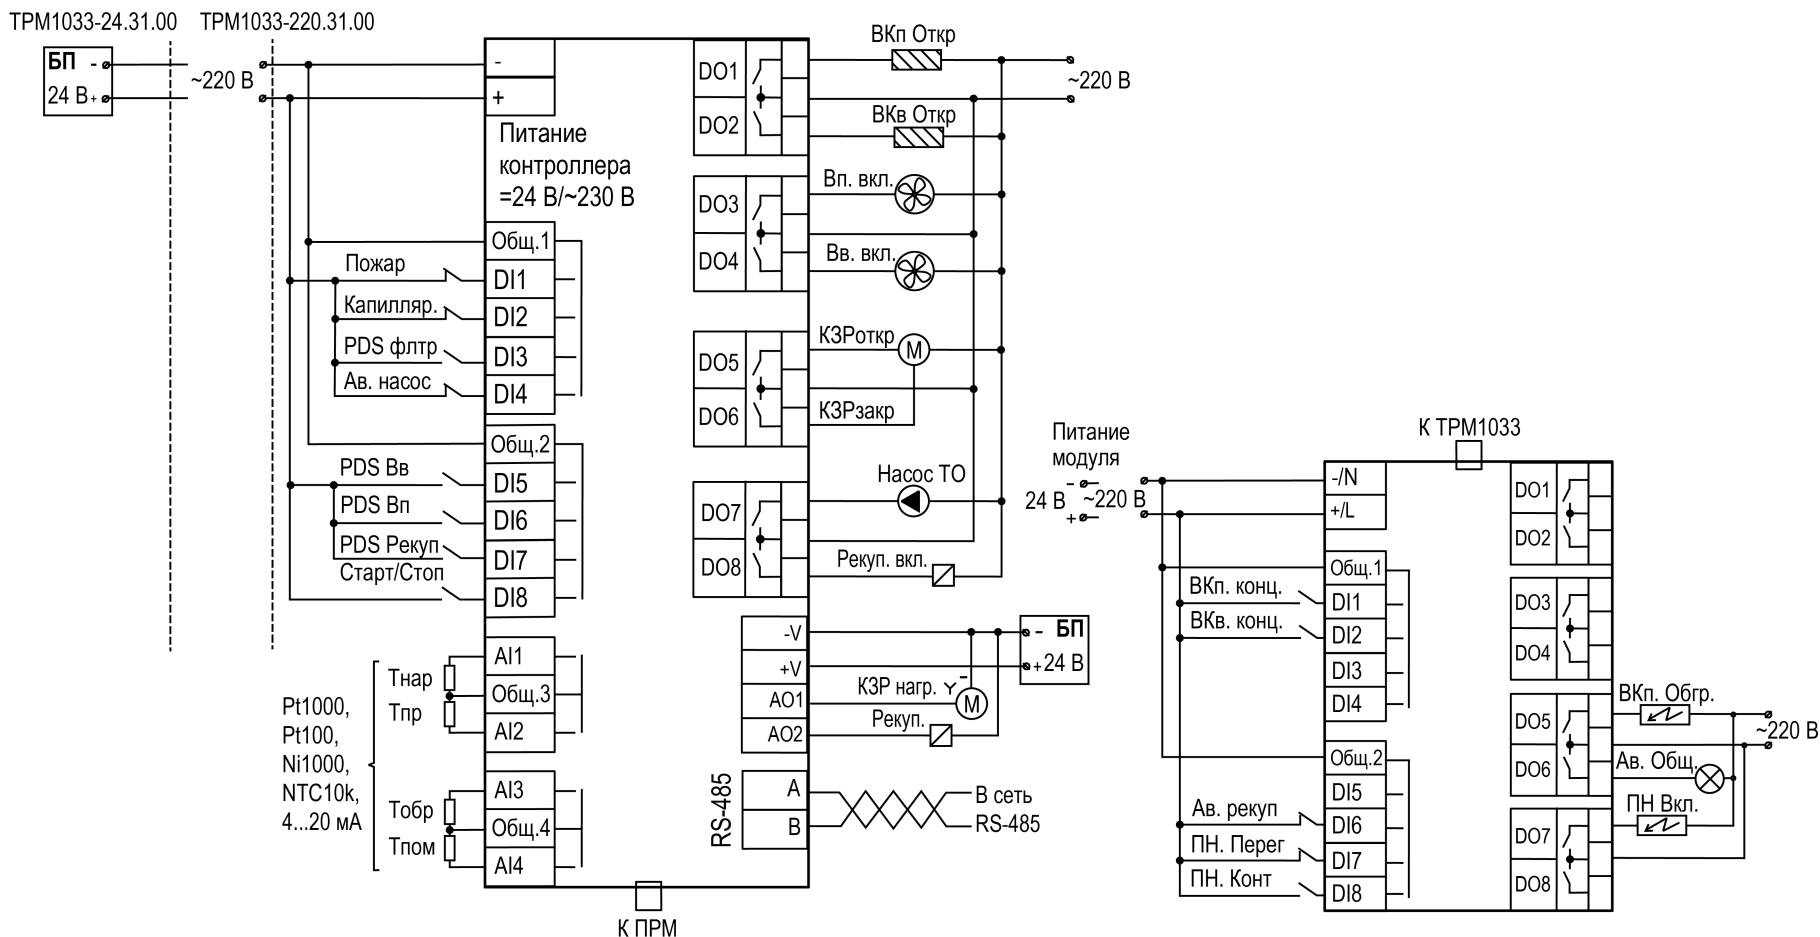 ТРМ1033-24.31.00
ТРМ1033-220.31.00
БП -
24 В +
~220 В
-
+
Питание
контроллера
=24 В/~230 В
Общ.1
Пожар
DI1
Капилляр.
DI2
PDS флтр
DI3
Ав. насос
DI4
Общ.2
PDS Вв
DI5
PDS Вп
DI6
PDS Рекуп
DI7
Старт/Стоп
DI8
Pt1000,
Pt100,
Ni1000,
NTC10k,
4...20 мА
Тнар
Тпр
AI1
Общ.3
AI2
Тобр
Тпом
AI3
Общ.4
AI4
К ПРМ
DO1
DO2
ВКп Откр
~220 В
ВКв Откр
DO3
DO4
Вп. вкл.
Вв. вкл.
DO5
DO6
КЗРоткр
М
КЗРзакр
DO7
DO8
Насос ТО
Рекуп. вкл.
-V
+V
AO1
AO2
- БП
+ 24 В
КЗР нагр. Y -
М
Рекуп.
RS-485
A
B
В сеть
RS-485
К ТРМ1033
Питание
модуля
-
24 В ~220 В
+
-/N
+/L
Общ.1
ВКп. конц.
DI1
ВКв. конц.
DI2
DI3
DI4
Общ.2
DI5
Ав. рекуп
DI6
ПН. Перег
DI7
ПН. Конт
DI8
DO1
DO2
DO3
DO4
DO5
DO6
ВКп. Обгр.
~220 В
Ав. Общ.
ПН Вкл.
DO7
DO8